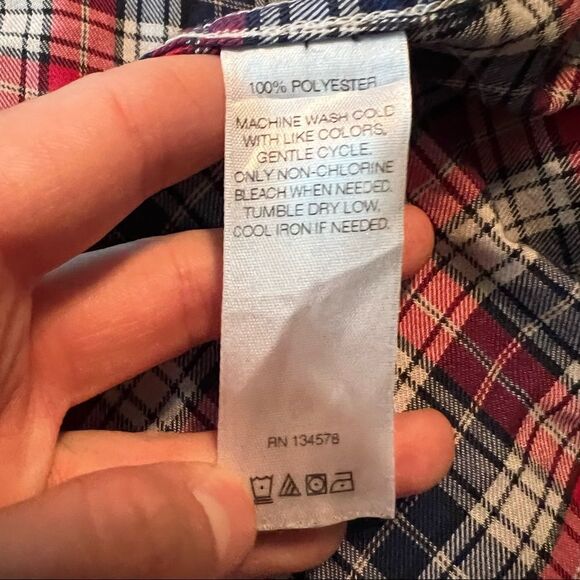 100% POLYESTER
MACHINE WASH COLD
WITH LIKE COLORS,
GENTLE CYCLE.
ONLY NON-CHLORINE
BLEACH WHEN NEEDED.
TUMBLE DRY LOW.
COOL IRON IF NEEDED.
RN 134578